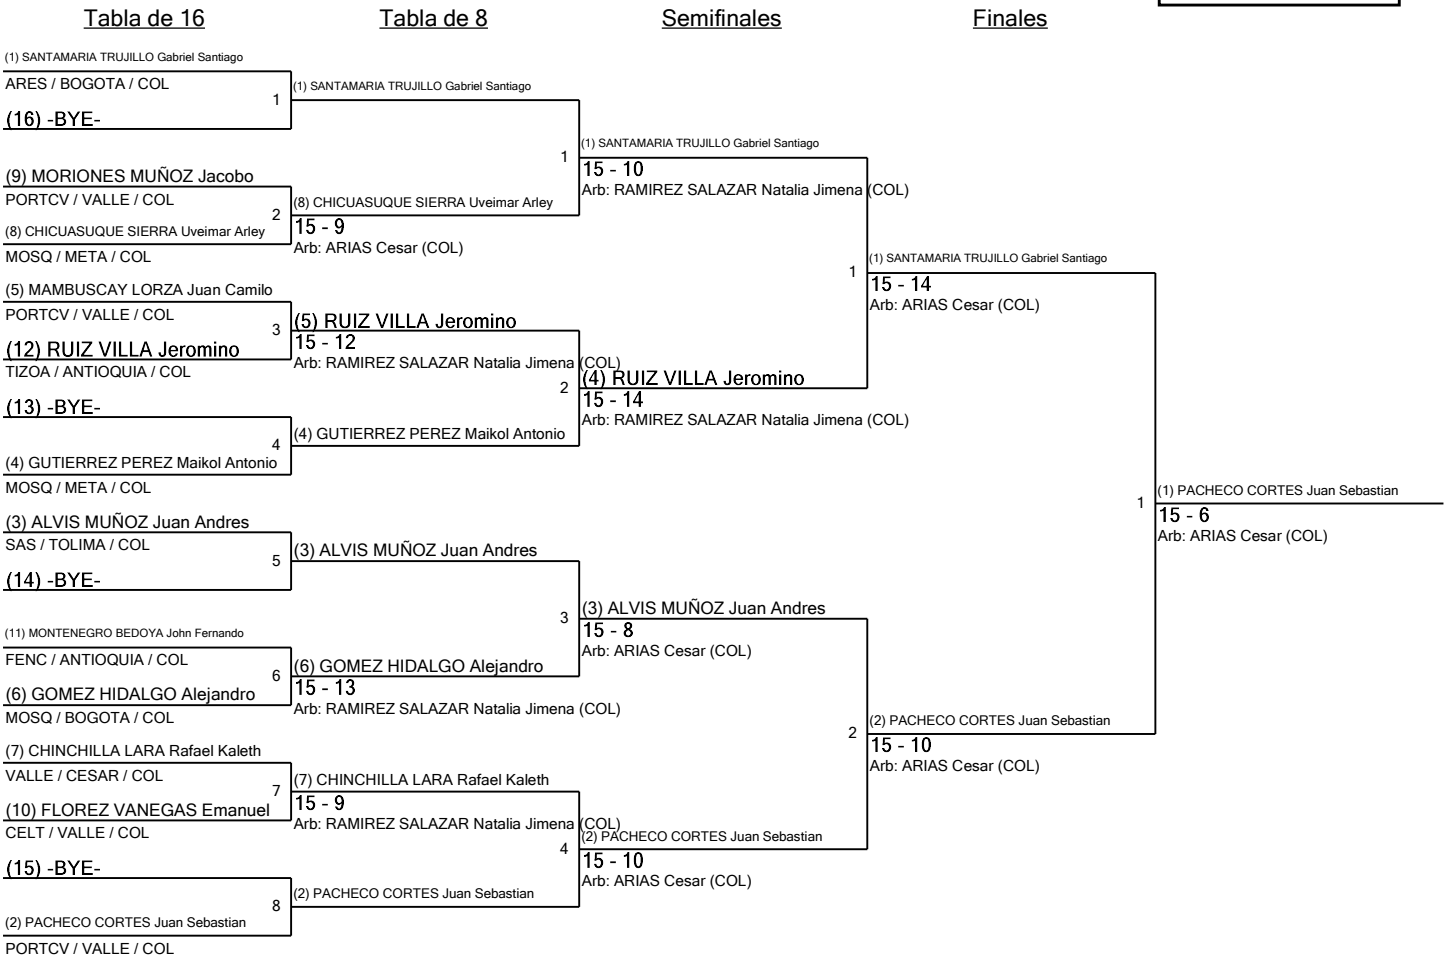 Tabla de 16
Tabla de 8
Semifinales
Finales
(1) SANTAMARIA TRUJILLO Gabriel Santiago
ARES / BOGOTA / COL
1
(16) -BYE-
(9) MORIONES MUÑOZ Jacobo
PORTCV / VALLE / COL
2
(8) CHICUASUQUE SIERRA Uveimar Arley
MOSQ / META / COL
(5) MAMBUSCAY LORZA Juan Camilo
PORTCV / VALLE / COL
3
(12) RUIZ VILLA Jeromino
TIZOA / ANTIOQUIA / COL
(13) -BYE-
4
(4) GUTIERREZ PEREZ Maikol Antonio
MOSQ / META / COL
(3) ALVIS MUÑOZ Juan Andres
SAS / TOLIMA / COL
5
(14) -BYE-
(11) MONTENEGRO BEDOYA John Fernando
FENC / ANTIOQUIA / COL
6
(6) GOMEZ HIDALGO Alejandro
MOSQ / BOGOTA / COL
(7) CHINCHILLA LARA Rafael Kaleth
VALLE / CESAR / COL
7
(10) FLOREZ VANEGAS Emanuel
CELT / VALLE / COL
(15) -BYE-
8
(2) PACHECO CORTES Juan Sebastian
PORTCV / VALLE / COL
(1) SANTAMARIA TRUJILLO Gabriel Santiago
1
(8) CHICUASUQUE SIERRA Uveimar Arley
15 - 9
Arb: ARIAS Cesar (COL)
(5) RUIZ VILLA Jeromino
15 - 12
Arb: RAMIREZ SALAZAR Natalia Jimena (COL)
2
(4) GUTIERREZ PEREZ Maikol Antonio
(3) ALVIS MUÑOZ Juan Andres
3
(6) GOMEZ HIDALGO Alejandro
15 - 13
Arb: RAMIREZ SALAZAR Natalia Jimena (COL)
(7) CHINCHILLA LARA Rafael Kaleth
15 - 9
Arb: RAMIREZ SALAZAR Natalia Jimena (COL)
4
(2) PACHECO CORTES Juan Sebastian
(1) SANTAMARIA TRUJILLO Gabriel Santiago
15 - 10
Arb: RAMIREZ SALAZAR Natalia Jimena (COL)
1
(4) RUIZ VILLA Jeromino
15 - 14
Arb: RAMIREZ SALAZAR Natalia Jimena (COL)
(3) ALVIS MUÑOZ Juan Andres
15 - 8
Arb: ARIAS Cesar (COL)
2
(2) PACHECO CORTES Juan Sebastian
15 - 10
Arb: ARIAS Cesar (COL)
(1) SANTAMARIA TRUJILLO Gabriel Santiago
15 - 14
Arb: ARIAS Cesar (COL)
1
(2) PACHECO CORTES Juan Sebastian
15 - 10
Arb: ARIAS Cesar (COL)
(1) PACHECO CORTES Juan Sebastian
15 - 6
Arb: ARIAS Cesar (COL)